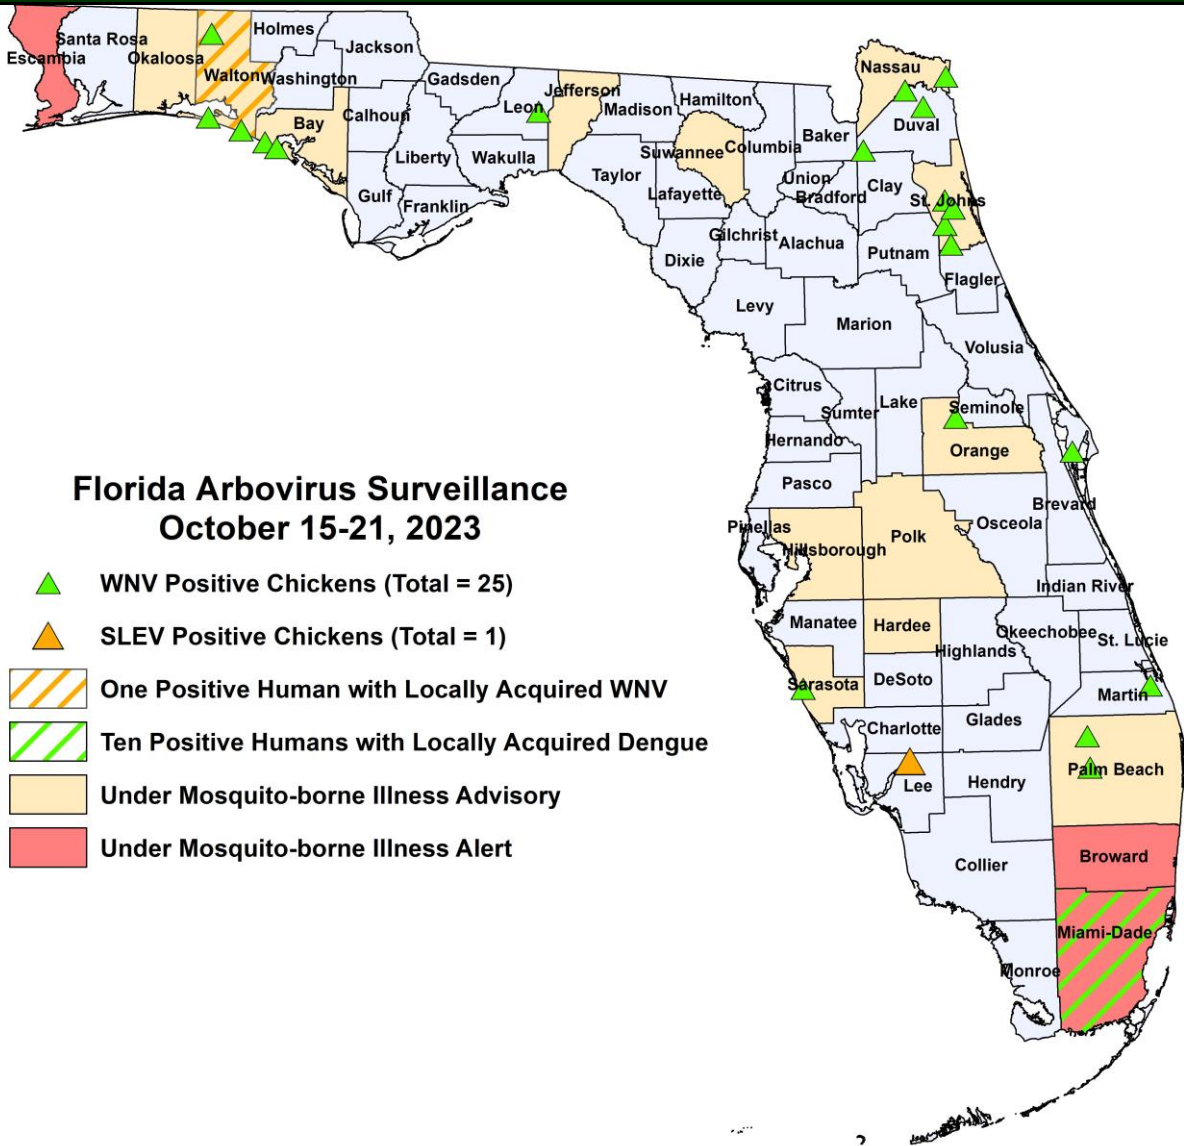 Holmes
Santa Rosa
Escambia
Okaloosa
Walton
Washington
Jackson
Gadsden
Leon
Jefferson
Madison
Hamilton
Nassau
Bay
Calhoun
Liberty
Wakulla
Taylor
Suwannee
Columbia
Baker
Duval
Gulf
Franklin
Lafayette
Union
Bradford
Clay
St. Johns
Dixie
Gilchrist
Alachua
Putnam
Flagler
Levy
Marion
Volusia
Citrus
Sumter
Lake
Seminole
Hernando
Orange
Pasco
Brevard
Pinellas
Hillsborough
Polk
Osceola
Indian River
Manatee
Hardee
Highlands
Okeechobee
St. Lucie
Sarasota
DeSoto
Martin
Charlotte
Glades
Lee
Hendry
Palm Beach
Collier
Broward
Miami-Dade
Monroe
Florida Arbovirus Surveillance
October 15-21, 2023
WNV Positive Chickens (Total = 25)
SLEV Positive Chickens (Total = 1)
One Positive Human with Locally Acquired WNV
Ten Positive Humans with Locally Acquired Dengue
Under Mosquito-borne Illness Advisory
Under Mosquito-borne Illness Alert